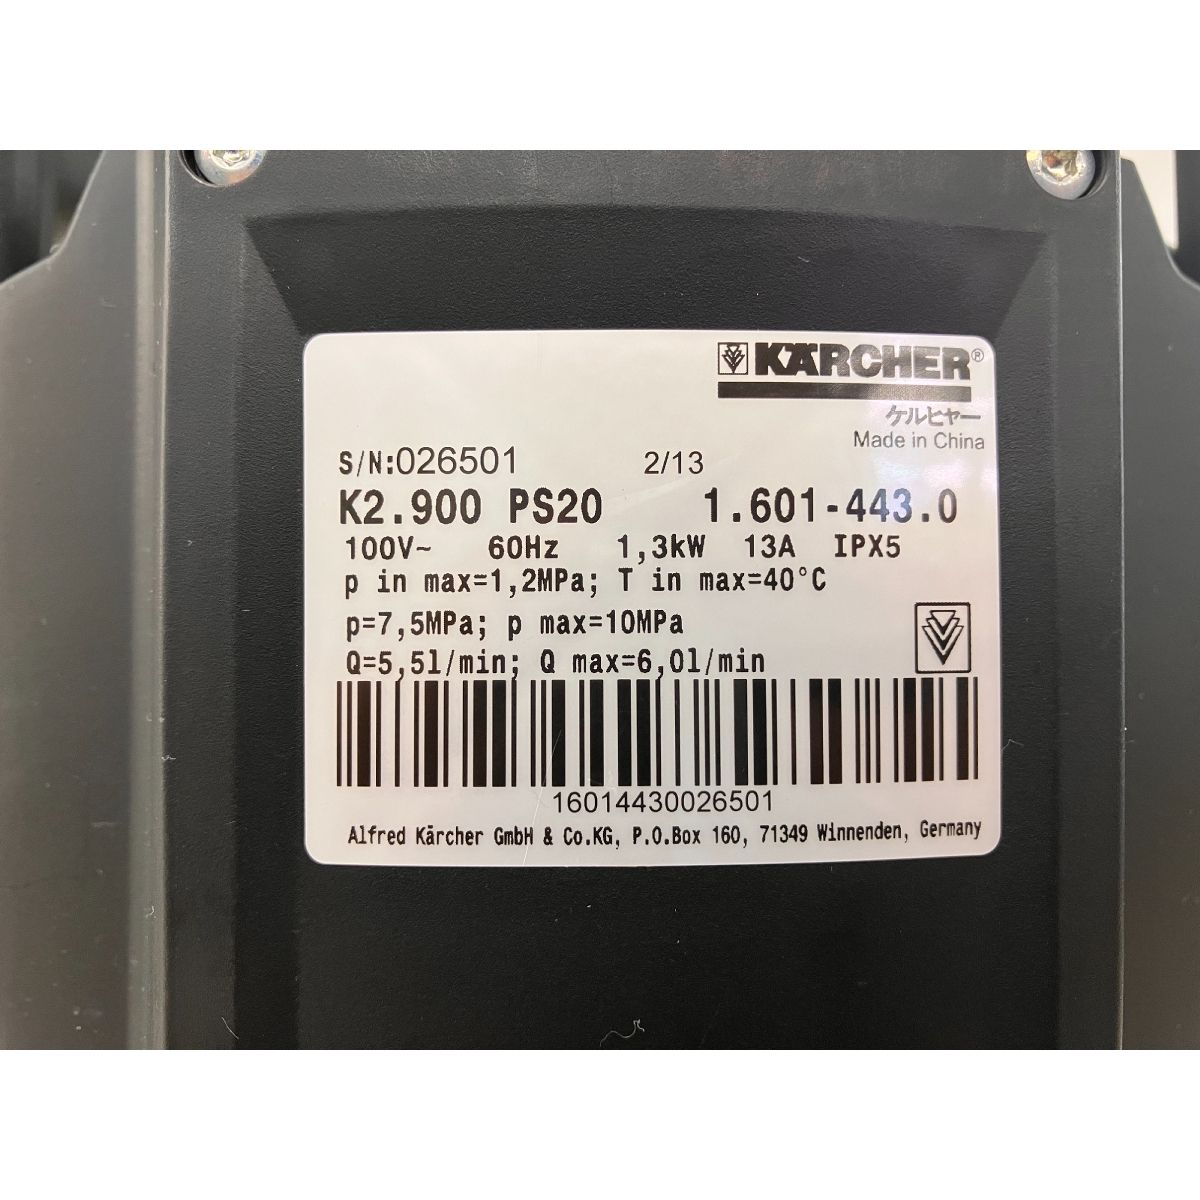 KÄRCHER®
ケルヒャー
Made in China
S/N:026501 2/13
K2.900 PS20 1.601-443.0
100V~ 60Hz 1,3kW 13A IPX5
p in max=1,2MPa; T in max=40°C
p=7,5MPa; p max=10MPa
Q=5,5l/min; Q max=6,0l/min
16014430026501
Alfred Kärcher GmbH & Co.KG, P.O.Box 160, 71349 Winnenden, Germany